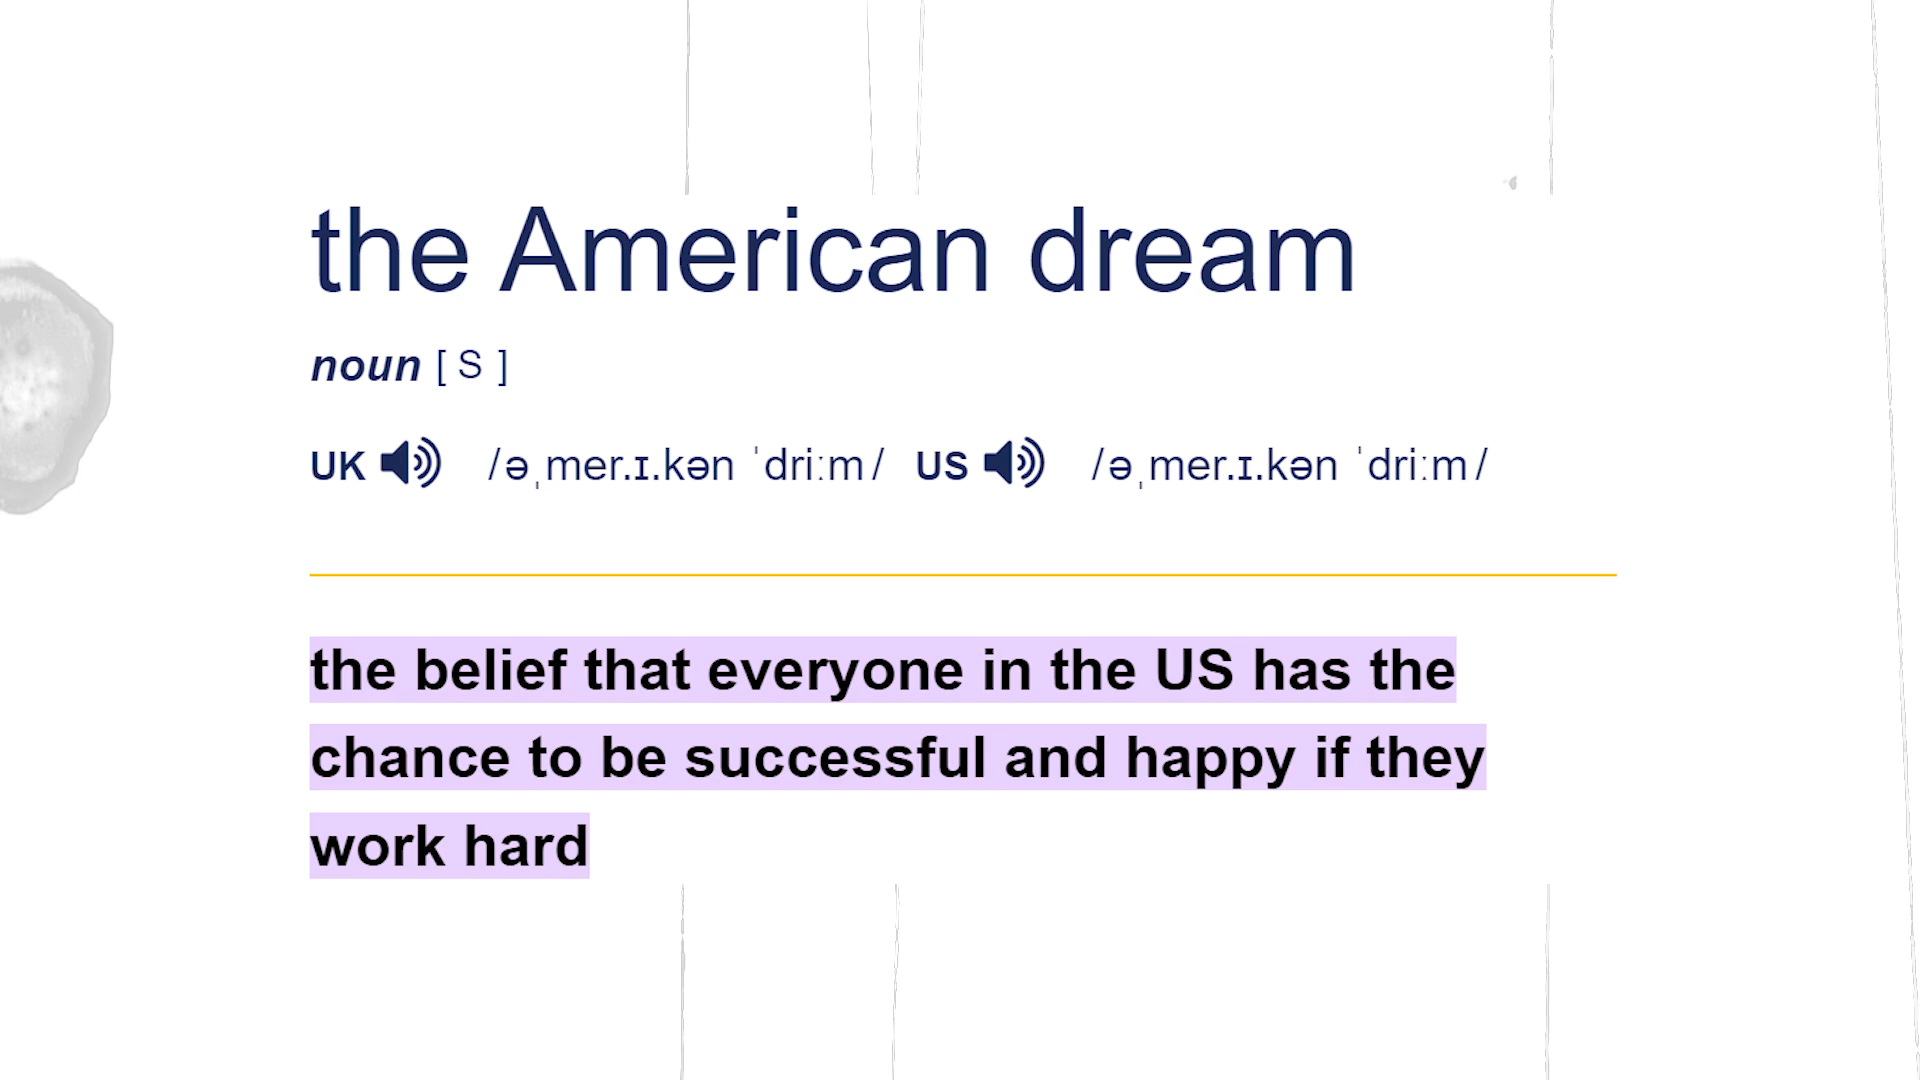 the American dream
noun [ S ]
UK /əˌmer.ɪ.kən ˈdriːm/ US /əˌmer.ɪ.kən ˈdriːm/
the belief that everyone in the US has the
chance to be successful and happy if they
work hard